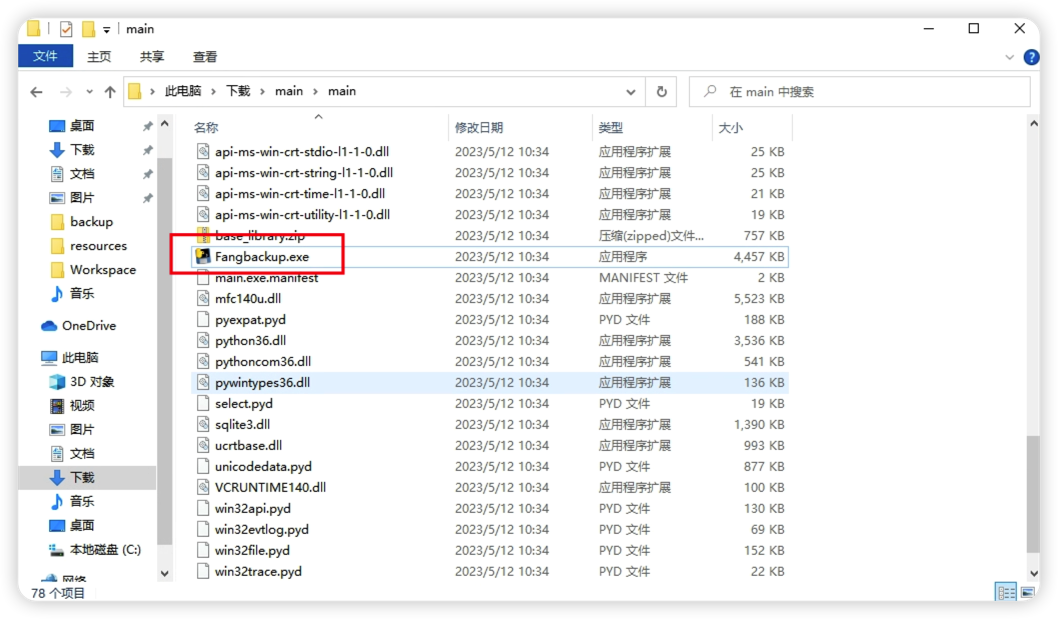 main
文件 主页 共享 查看
此电脑 下载 main main 在 main 中搜索
桌面
下载
文档
图片
backup
resources
Workspace
音乐
OneDrive
此电脑
3D 对象
视频
图片
文档
下载
音乐
桌面
本地磁盘 (C:)
网络
名称 修改日期 类型 大小
api-ms-win-crt-stdio-l1-1-0.dll 2023/5/12 10:34 应用程序扩展 25 KB
api-ms-win-crt-string-l1-1-0.dll 2023/5/12 10:34 应用程序扩展 25 KB
api-ms-win-crt-time-l1-1-0.dll 2023/5/12 10:34 应用程序扩展 21 KB
api-ms-win-crt-utility-l1-1-0.dll 2023/5/12 10:34 应用程序扩展 19 KB
base_library.zip 2023/5/12 10:34 压缩(zipped)文件... 757 KB
Fangbackup.exe 2023/5/12 10:34 应用程序 4,457 KB
main.exe.manifest 2023/5/12 10:34 MANIFEST 文件 2 KB
mfc140u.dll 2023/5/12 10:34 应用程序扩展 5,523 KB
pyexpat.pyd 2023/5/12 10:34 PYD 文件 188 KB
python36.dll 2023/5/12 10:34 应用程序扩展 3,536 KB
pythoncom36.dll 2023/5/12 10:34 应用程序扩展 541 KB
pywintypes36.dll 2023/5/12 10:34 应用程序扩展 136 KB
select.pyd 2023/5/12 10:34 PYD 文件 19 KB
sqlite3.dll 2023/5/12 10:34 应用程序扩展 1,390 KB
ucrtbase.dll 2023/5/12 10:34 应用程序扩展 993 KB
unicodedata.pyd 2023/5/12 10:34 PYD 文件 877 KB
VCRUNTIME140.dll 2023/5/12 10:34 应用程序扩展 100 KB
win32api.pyd 2023/5/12 10:34 PYD 文件 130 KB
win32evtlog.pyd 2023/5/12 10:34 PYD 文件 69 KB
win32file.pyd 2023/5/12 10:34 PYD 文件 152 KB
win32trace.pyd 2023/5/12 10:34 PYD 文件 22 KB
78 个项目